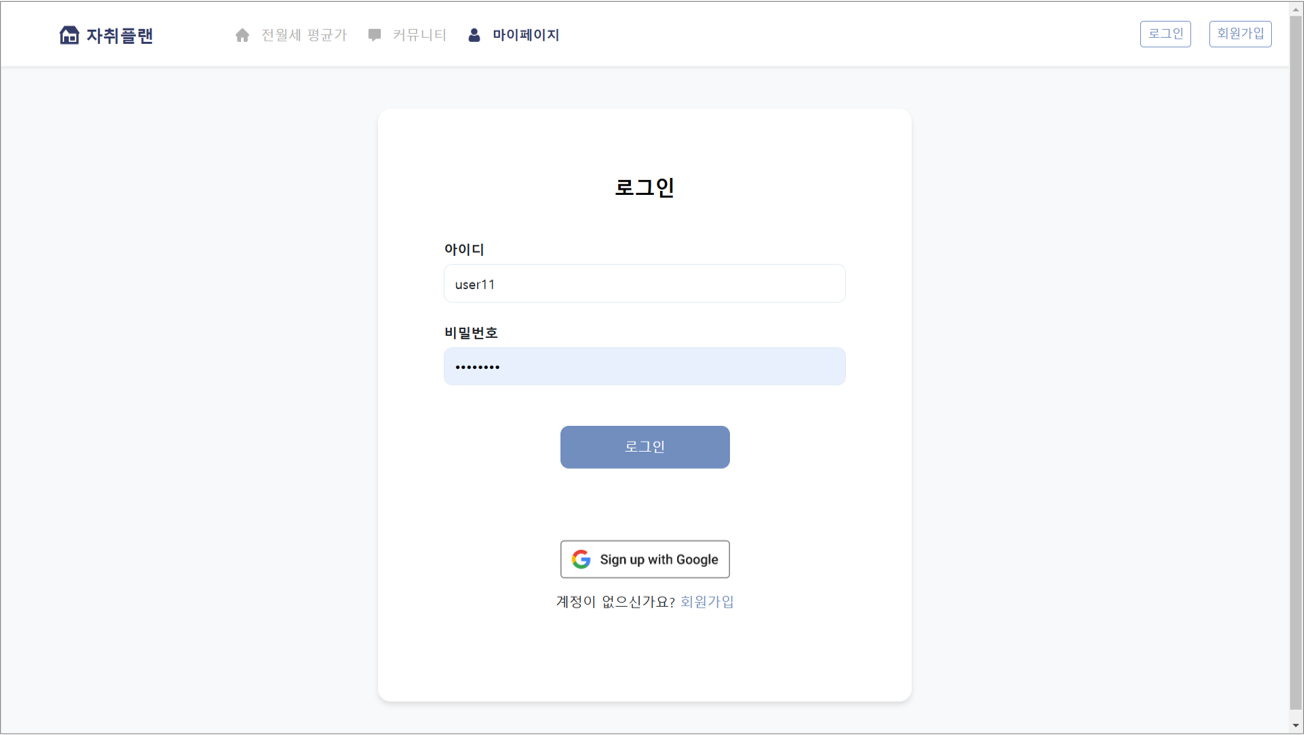 자취플랜 전월세 평균가 커뮤니티 마이페이지 로그인 회원가입
로그인
아이디
user11
비밀번호
••••••••
로그인
Sign up with Google
계정이 없으신가요? 회원가입